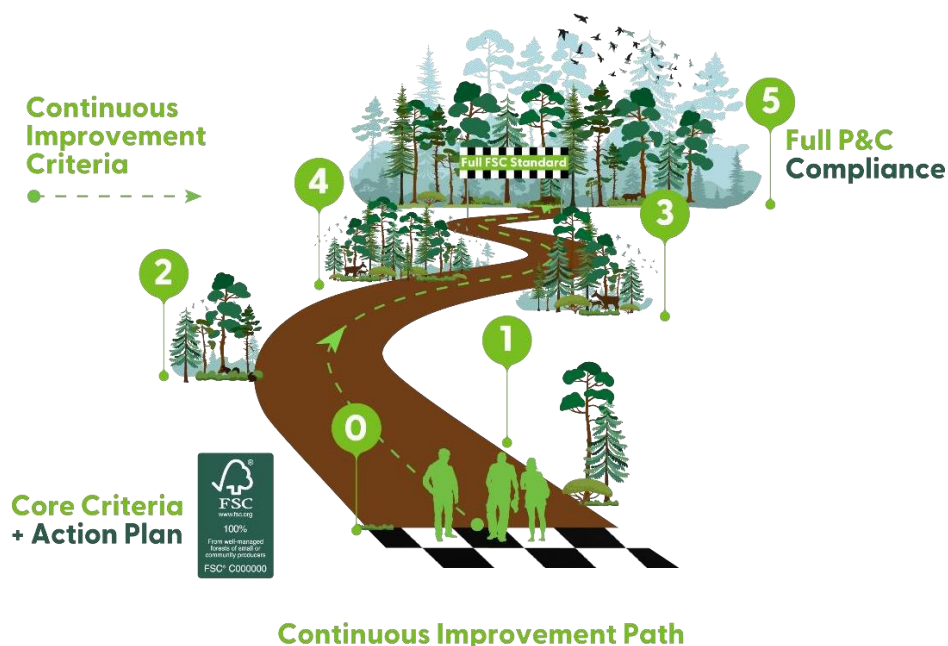 Continuous
Improvement
Criteria
5
Full P&C
Compliance
Full FSC Standard
4
3
2
1
0
Core Criteria
+ Action Plan
FSC
www.fsc.org
100%
From well-managed
forests of small or
community producers
FSC® C000000
Continuous Improvement Path